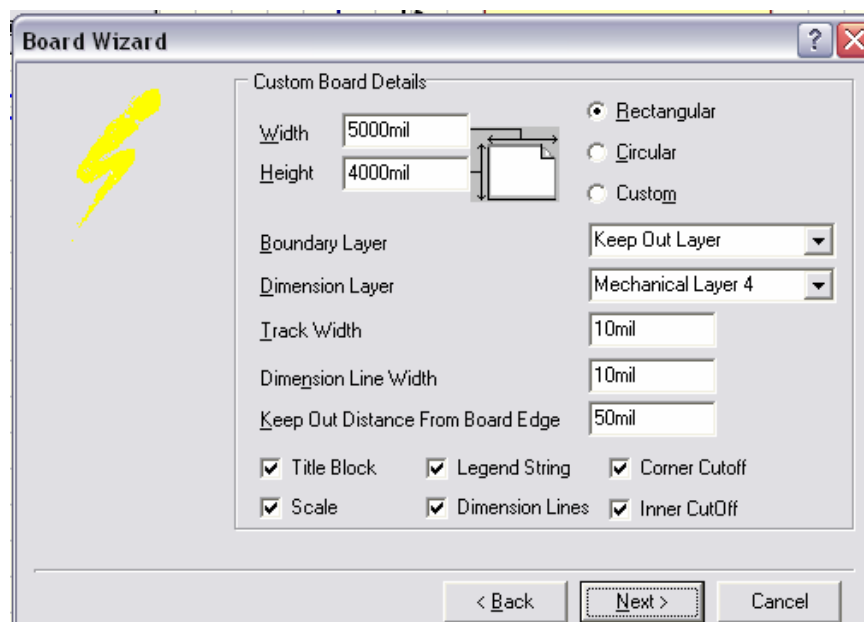 Board Wizard
Custom Board Details
Width 5000mil
Height 4000mil
Rectangular
Circular
Custom
Boundary Layer Keep Out Layer
Dimension Layer Mechanical Layer 4
Track Width 10mil
Dimension Line Width 10mil
Keep Out Distance From Board Edge 50mil
Title Block Legend String Corner Cutoff
Scale Dimension Lines Inner CutOff
< Back Next > Cancel